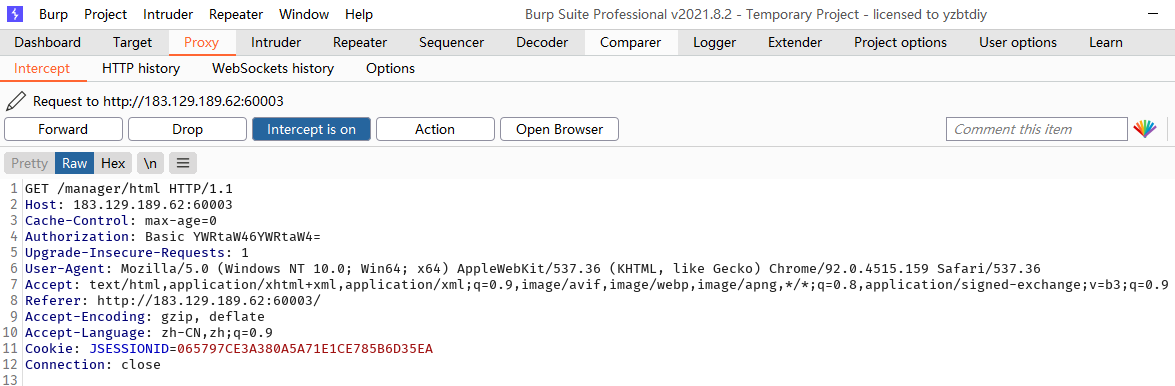 Burp Project Intruder Repeater Window Help Burp Suite Professional v2021.8.2 - Temporary Project - licensed to yzbtdiy
Dashboard Target Proxy Intruder Repeater Sequencer Decoder Comparer Logger Extender Project options User options Learn
Intercept HTTP history WebSockets history Options
Request to http://183.129.189.62:60003
Forward Drop Intercept is on Action Open Browser Comment this item
Pretty Raw Hex \n
1 GET /manager/html HTTP/1.1
2 Host: 183.129.189.62:60003
3 Cache-Control: max-age=0
4 Authorization: Basic YWRtaW46YWRtaW4=
5 Upgrade-Insecure-Requests: 1
6 User-Agent: Mozilla/5.0 (Windows NT 10.0; Win64; x64) AppleWebKit/537.36 (KHTML, like Gecko) Chrome/92.0.4515.159 Safari/537.36
7 Accept: text/html,application/xhtml+xml,application/xml;q=0.9,image/avif,image/webp,image/apng,*/*;q=0.8,application/signed-exchange;v=b3;q=0.9
8 Referer: http://183.129.189.62:60003/
9 Accept-Encoding: gzip, deflate
10 Accept-Language: zh-CN,zh;q=0.9
11 Cookie: JSESSIONID=065797CE3A380A5A71E1CE785B6D35EA
12 Connection: close
13